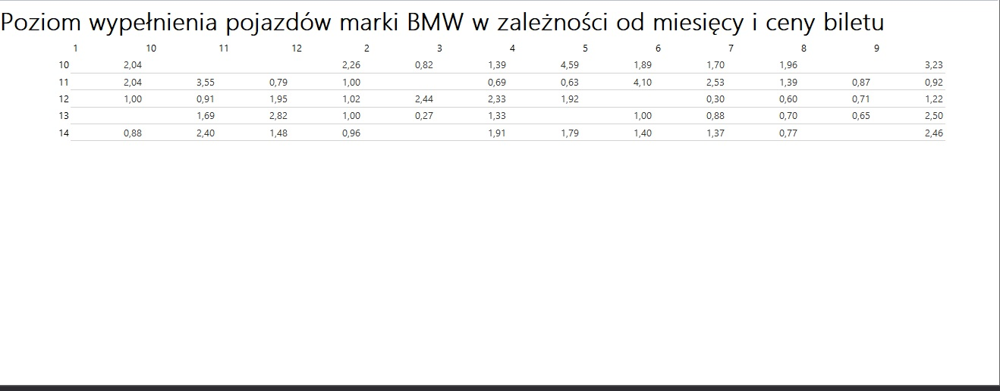 Poziom wypełnienia pojazdów marki BMW w zależności od miesięcy i ceny biletu
1 10 11 12 2 3 4 5 6 7 8 9
10 2,04 2,26 0,82 1,39 4,59 1,89 1,70 1,96 3,23
11 2,04 3,55 0,79 1,00 0,69 0,63 4,10 2,53 1,39 0,87 0,92
12 1,00 0,91 1,95 1,02 2,44 2,33 1,92 0,30 0,60 0,71 1,22
13 1,69 2,82 1,00 0,27 1,33 1,00 0,88 0,70 0,65 2,50
14 0,88 2,40 1,48 0,96 1,91 1,79 1,40 1,37 0,77 2,46